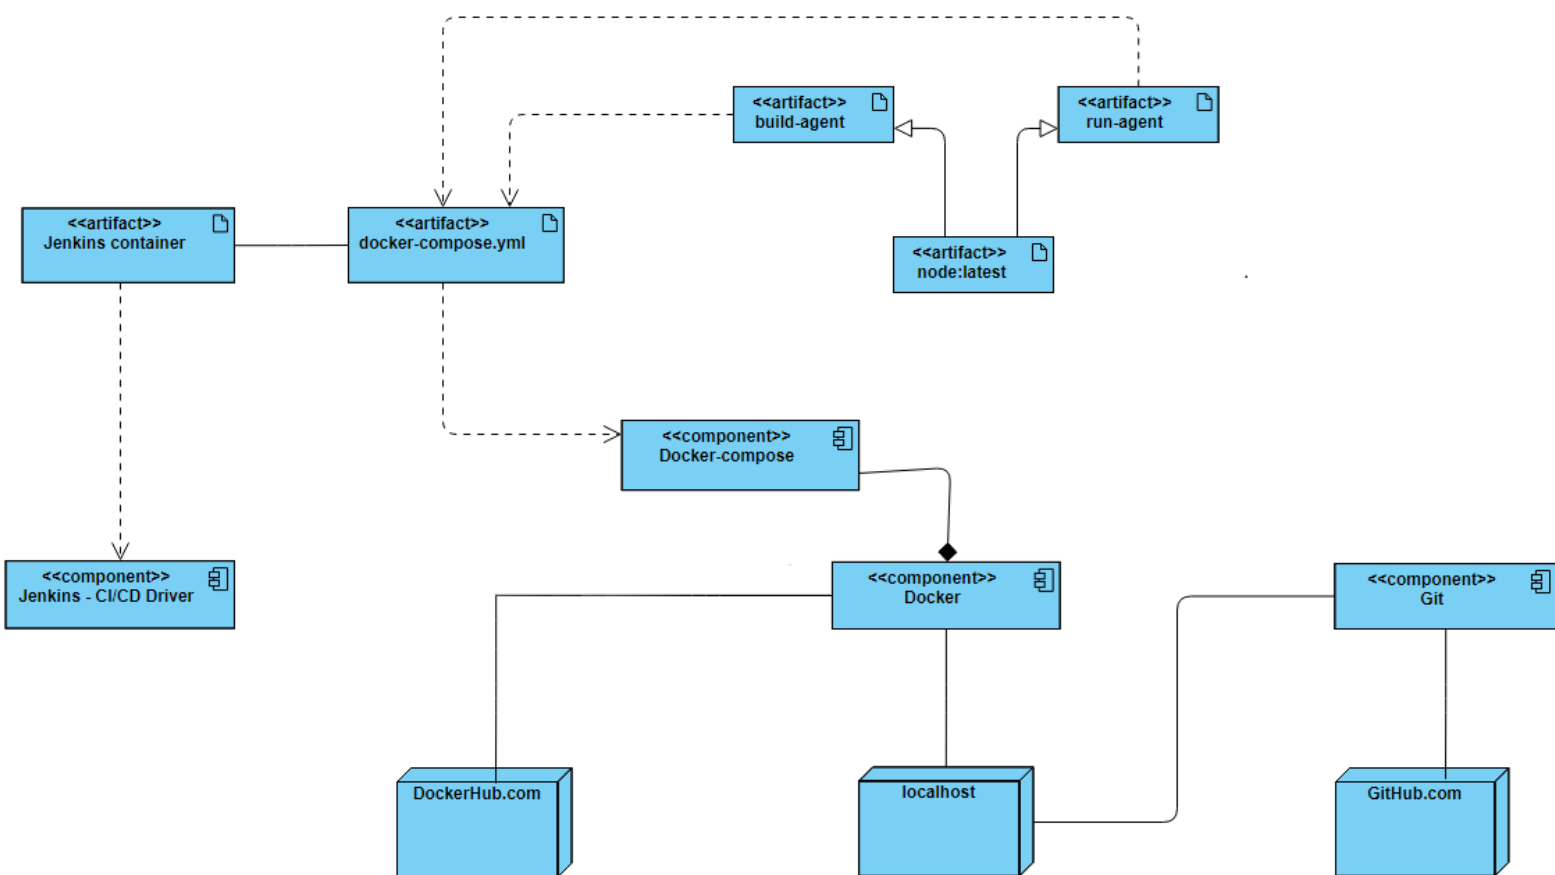 <<artifact>>
build-agent
<<artifact>>
run-agent
<<artifact>>
Jenkins container
<<artifact>>
docker-compose.yml
<<artifact>>
node:latest
<<component>>
Docker-compose
<<component>>
Jenkins - CI/CD Driver
<<component>>
Docker
<<component>>
Git
DockerHub.com
localhost
GitHub.com